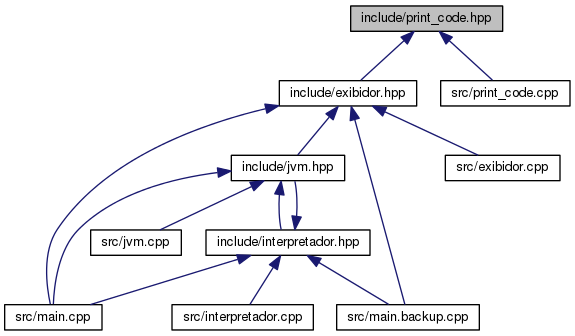 include/print_code.hpp
include/exibidor.hpp
src/print_code.cpp
include/jvm.hpp
src/exibidor.cpp
src/jvm.cpp
include/interpretador.hpp
src/main.cpp
src/interpretador.cpp
src/main.backup.cpp